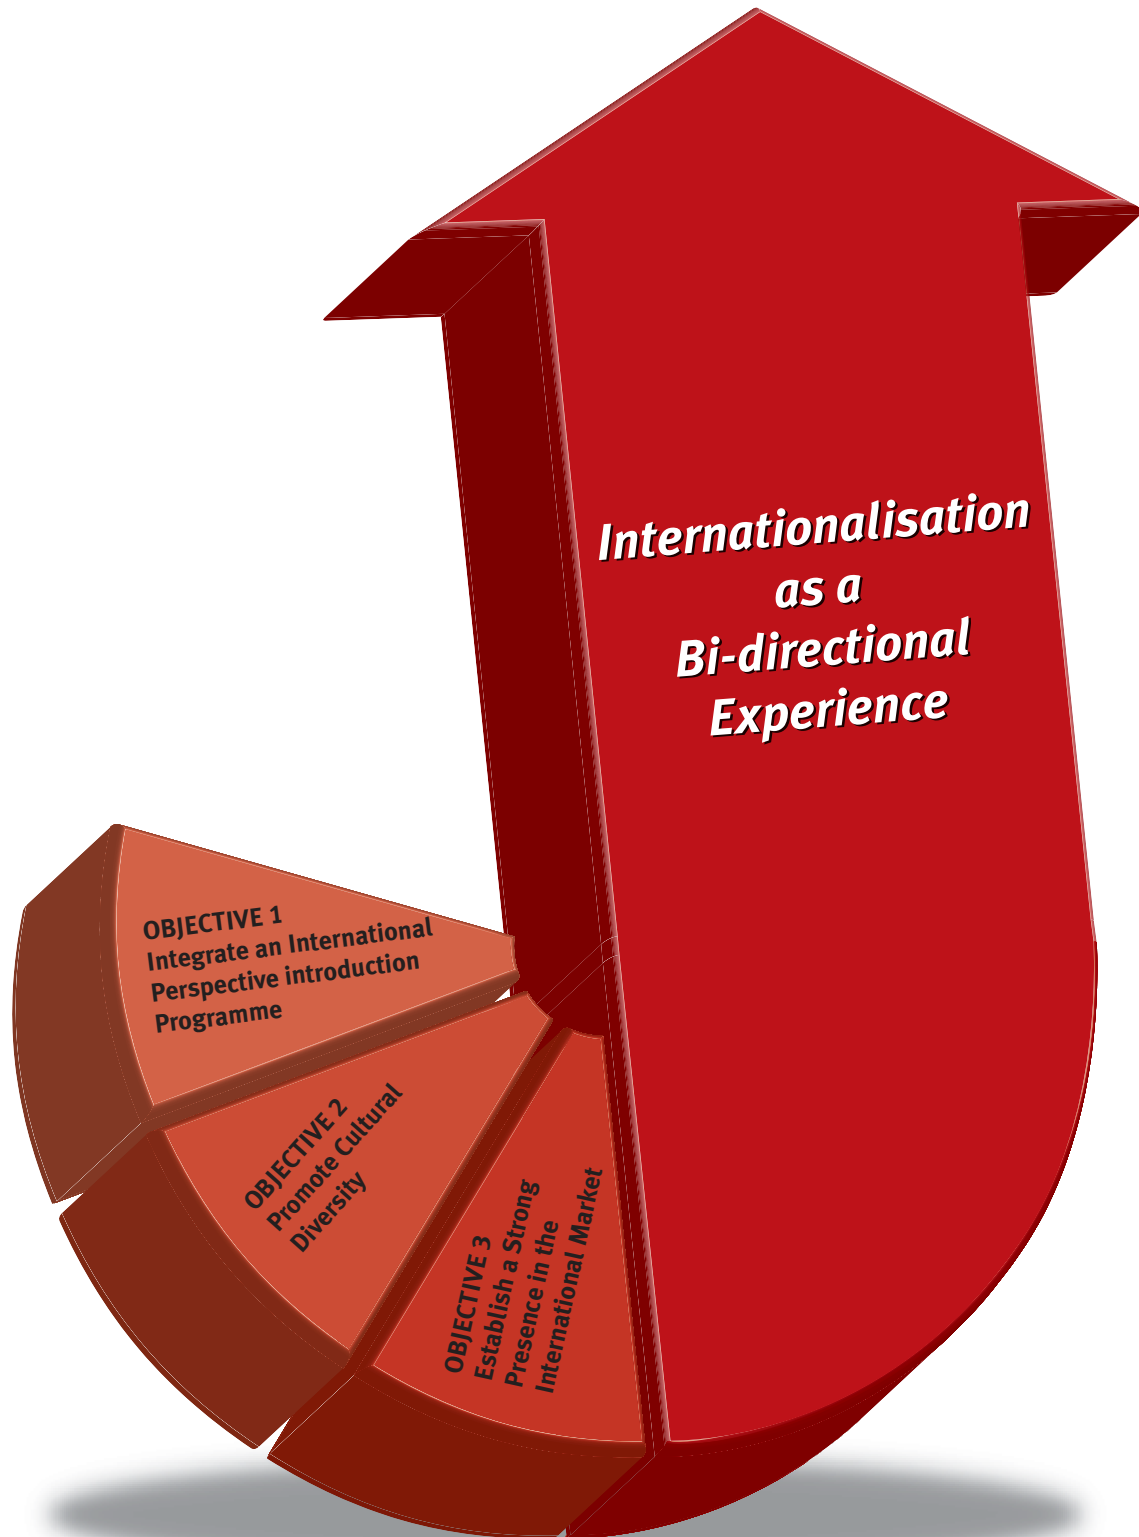 Internationalisation
as a
Bi-directional
Experience
OBJECTIVE 1
Integrate an International
Perspective introduction
Programme
OBJECTIVE 2
Promote Cultural
Diversity
OBJECTIVE 3
Establish a Strong
Presence in the
International Market